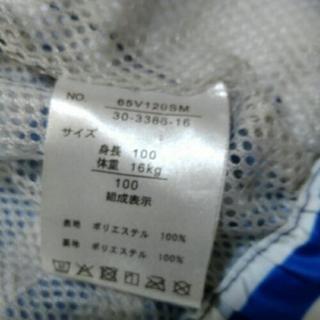 NO. 65V120SM
30-3386-16
サイズ
身長 100
体重 16kg
100
組成表示
表地 ポリエステル 100%
裏地 ポリエステル 100%